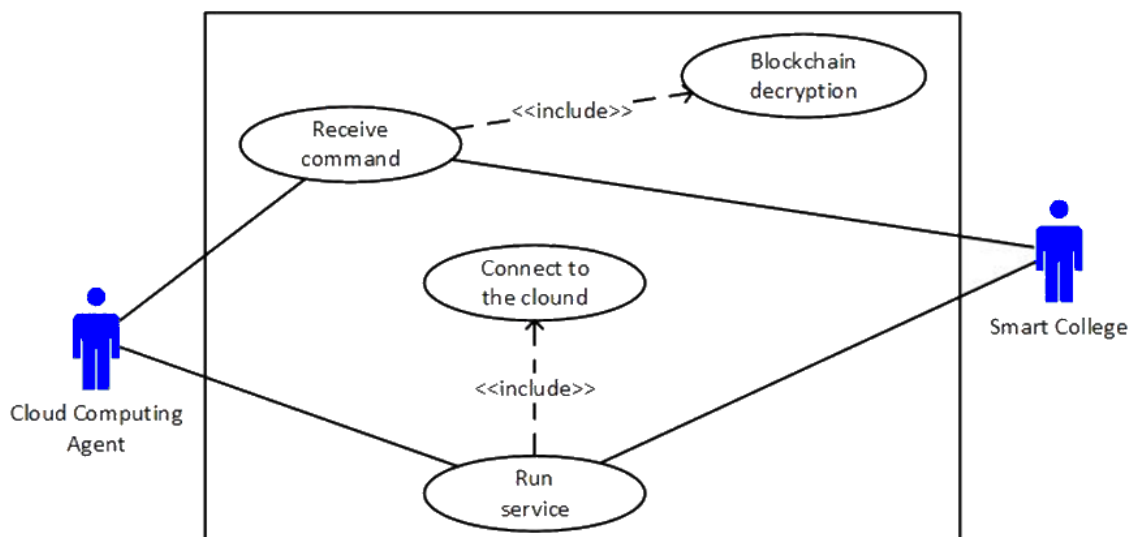 Blockchain
decryption
<<include>>
Receive
command
Connect to
the clound
Smart College
<<include>>
Cloud Computing
Agent
Run
service